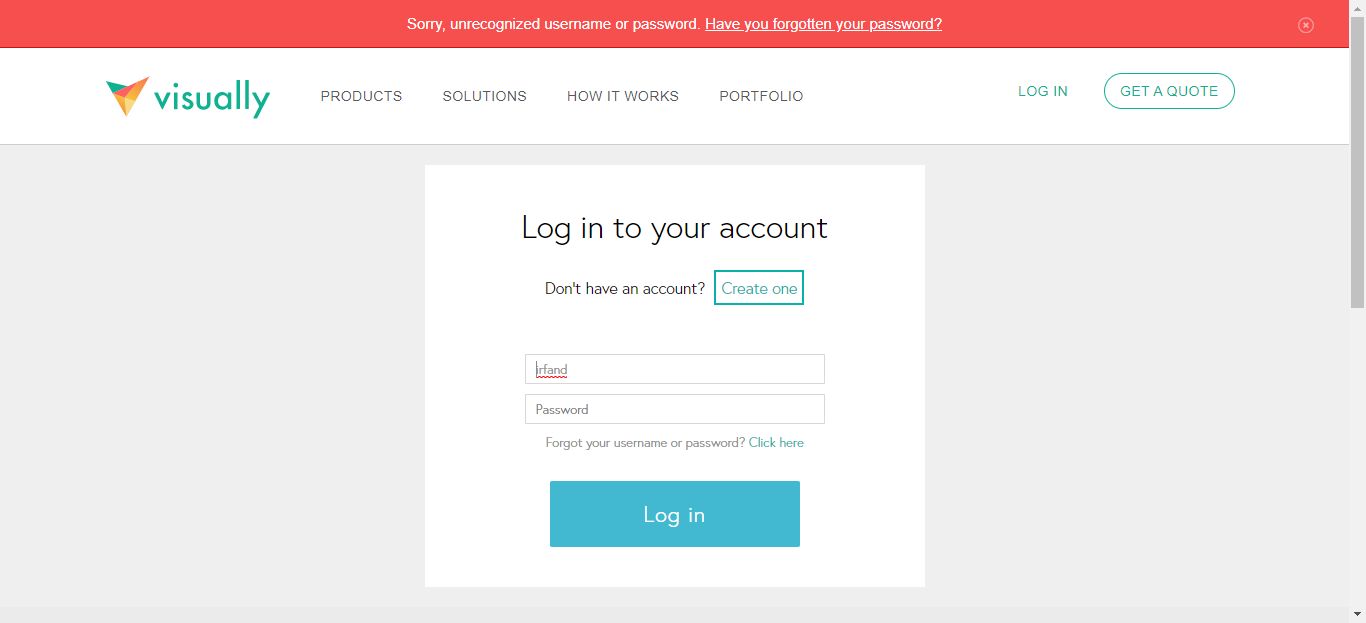 Sorry, unrecognized username or password. Have you forgotten your password?
visually
PRODUCTS SOLUTIONS HOW IT WORKS PORTFOLIO
LOG IN GET A QUOTE
Log in to your account
Don't have an account? Create one
irfand
Password
Forgot your username or password? Click here
Log in